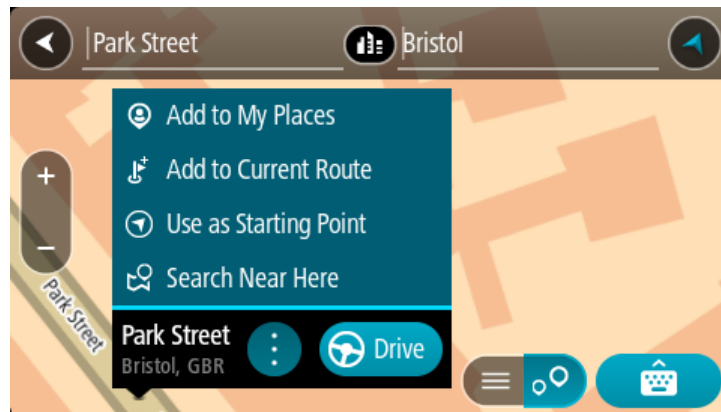 Park Street Bristol
Add to My Places
Add to Current Route
Use as Starting Point
Search Near Here
Park Street
Park Street
Bristol, GBR
Drive